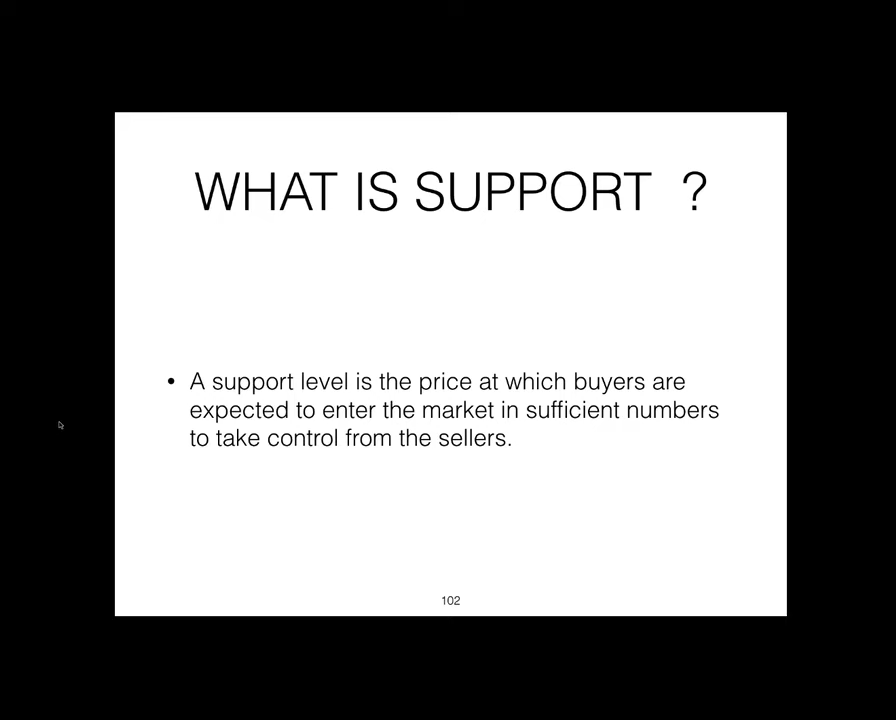 WHAT IS SUPPORT ?
• A support level is the price at which buyers are
expected to enter the market in sufficient numbers
to take control from the sellers.
102